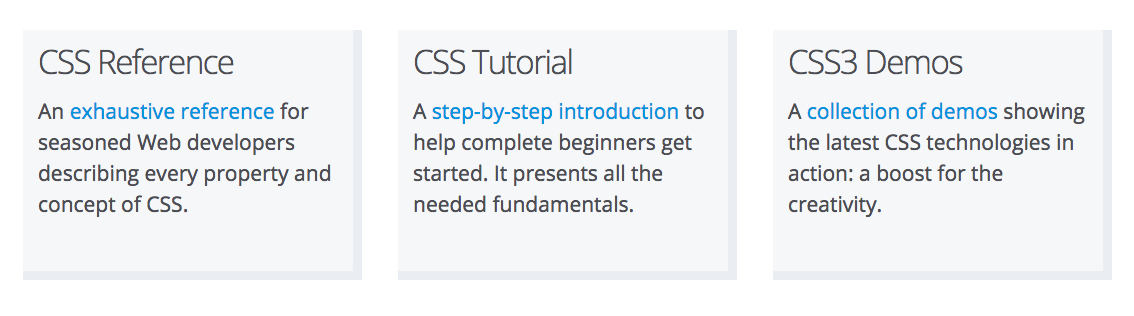 CSS Reference
An exhaustive reference for
seasoned Web developers
describing every property and
concept of CSS.
CSS Tutorial
A step-by-step introduction to
help complete beginners get
started. It presents all the
needed fundamentals.
CSS3 Demos
A collection of demos showing
the latest CSS technologies in
action: a boost for the
creativity.